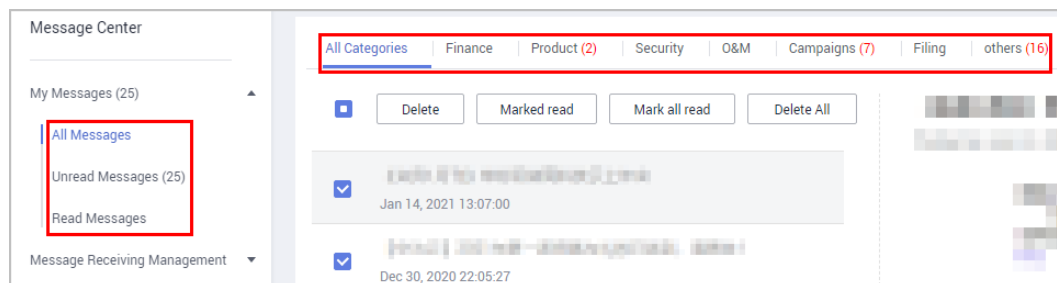 Message Center
My Messages (25)
All Messages
Unread Messages (25)
Read Messages
Message Receiving Management
All Categories Finance Product (2) Security O&M Campaigns (7) Filing others (16)
Delete Marked read Mark all read Delete All
Jan 14, 2021 13:07:00
Dec 30, 2020 22:05:27